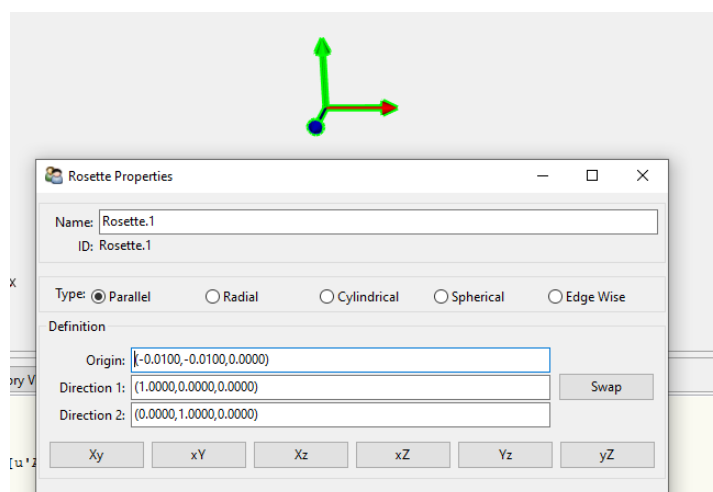 Rosette Properties
Name: Rosette.1
ID: Rosette.1
X
Type: Parallel Radial Cylindrical Spherical Edge Wise
Definition
Origin: (-0.0100,-0.0100,0.0000)
ory V
Direction 1: (1.0000,0.0000,0.0000) Swap
Direction 2: (0.0000,1.0000,0.0000)
Xy xY Xz xZ Yz yZ
[u'